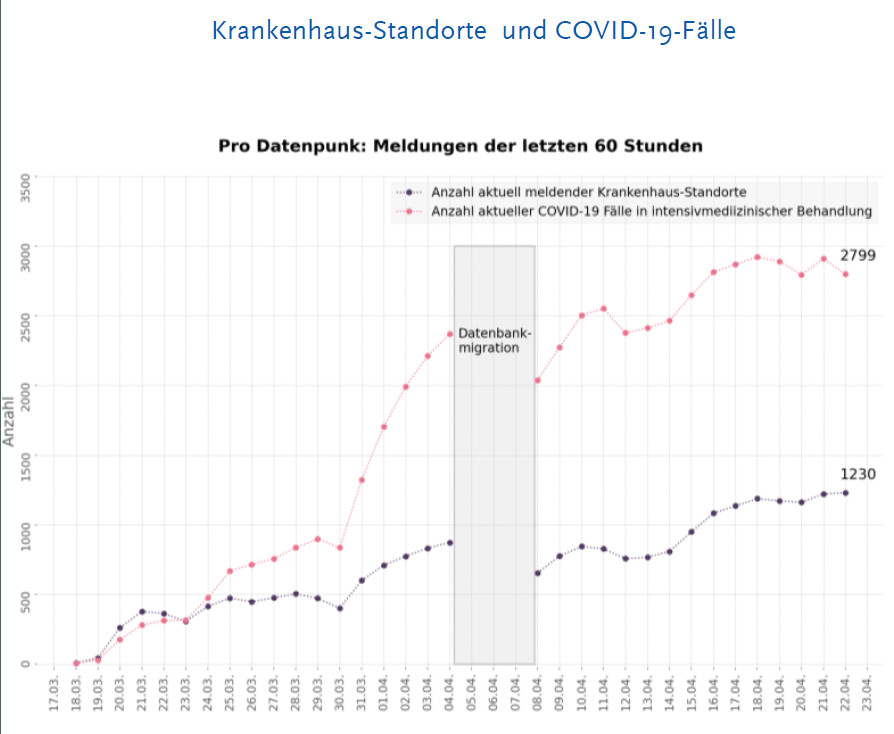 Krankenhaus-Standorte und COVID-19-Fälle
Pro Datenpunk: Meldungen der letzten 60 Stunden
Anzahl aktuell meldender Krankenhaus-Standorte
Anzahl aktueller COVID-19 Fälle in intensivmediizinischer Behandlung
Anzahl
3500
3000
2500
2000
1500
1000
500
0
Datenbank-
migration
2799
1230
17.03. 18.03. 19.03. 20.03. 21.03. 22.03. 23.03. 24.03. 25.03. 26.03. 27.03. 28.03. 29.03. 30.03. 31.03. 01.04. 02.04. 03.04. 04.04. 05.04. 06.04. 07.04. 08.04. 09.04. 10.04. 11.04. 12.04. 13.04. 14.04. 15.04. 16.04. 17.04. 18.04. 19.04. 20.04. 21.04. 22.04. 23.04.